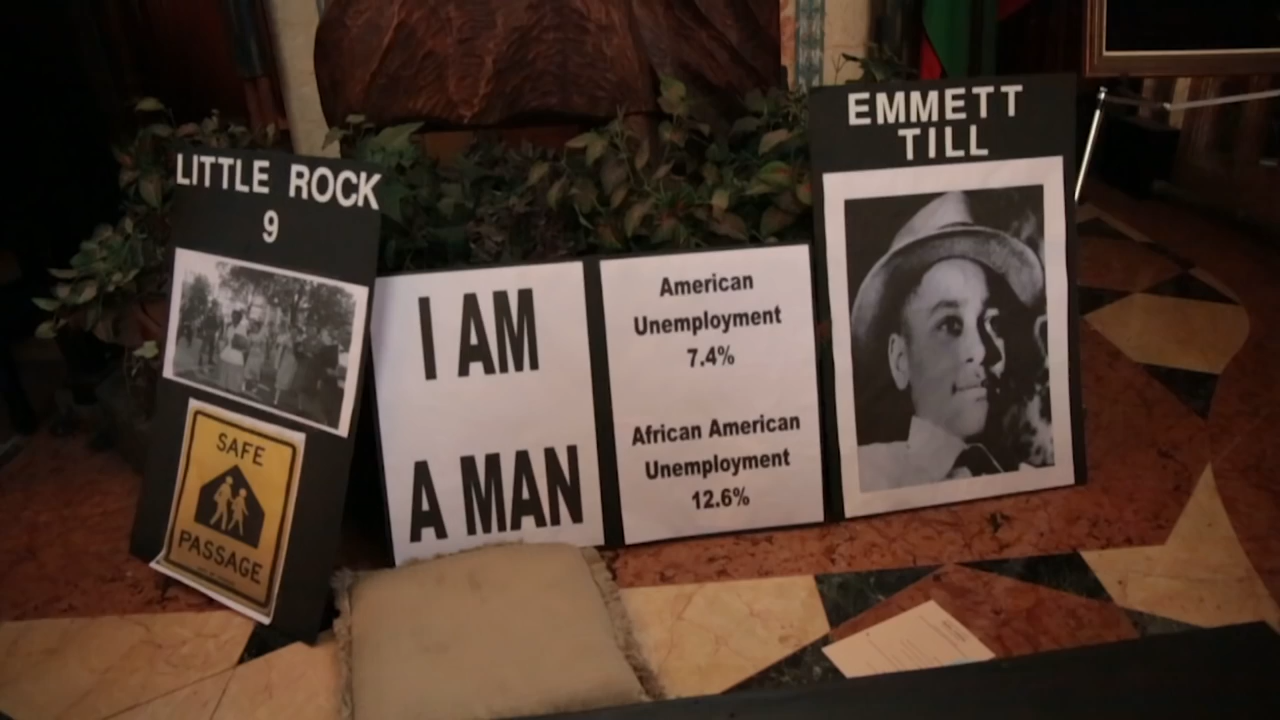 LITTLE ROCK
9
SAFE
PASSAGE
I AM
A MAN
American
Unemployment
7.4%
African American
Unemployment
12.6%
EMMETT
TILL